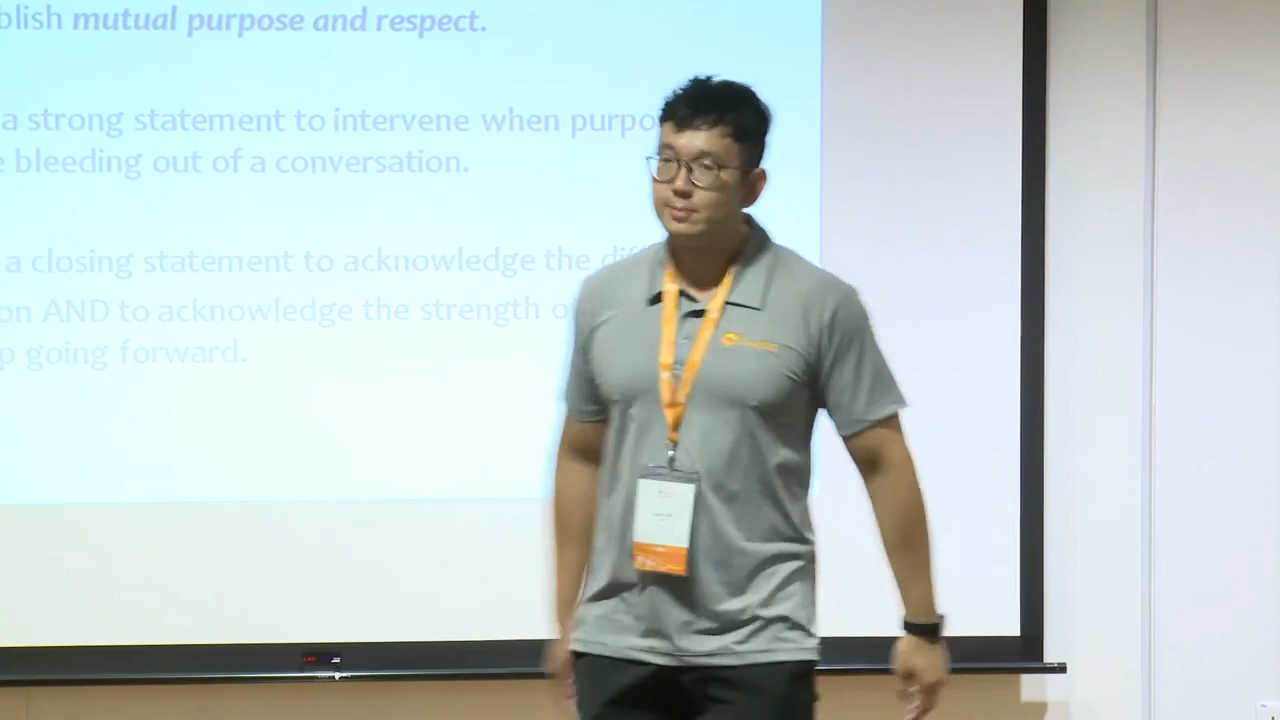 blish mutual purpose and respect.
a strong statement to intervene when purpo
bleeding out of a conversation.
a closing statement to acknowledge the diff
on AND to acknowledge the strength o
p going forward.